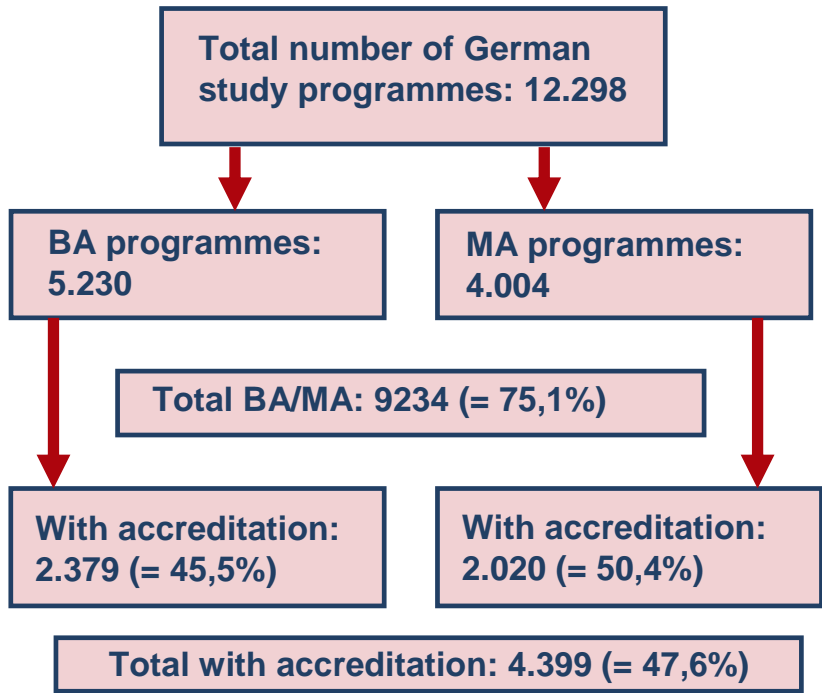 Total number of German
study programmes: 12.298
BA programmes:
5.230
MA programmes:
4.004
Total BA/MA: 9234 (= 75,1%)
With accreditation:
2.379 (= 45,5%)
With accreditation:
2.020 (= 50,4%)
Total with accreditation: 4.399 (= 47,6%)